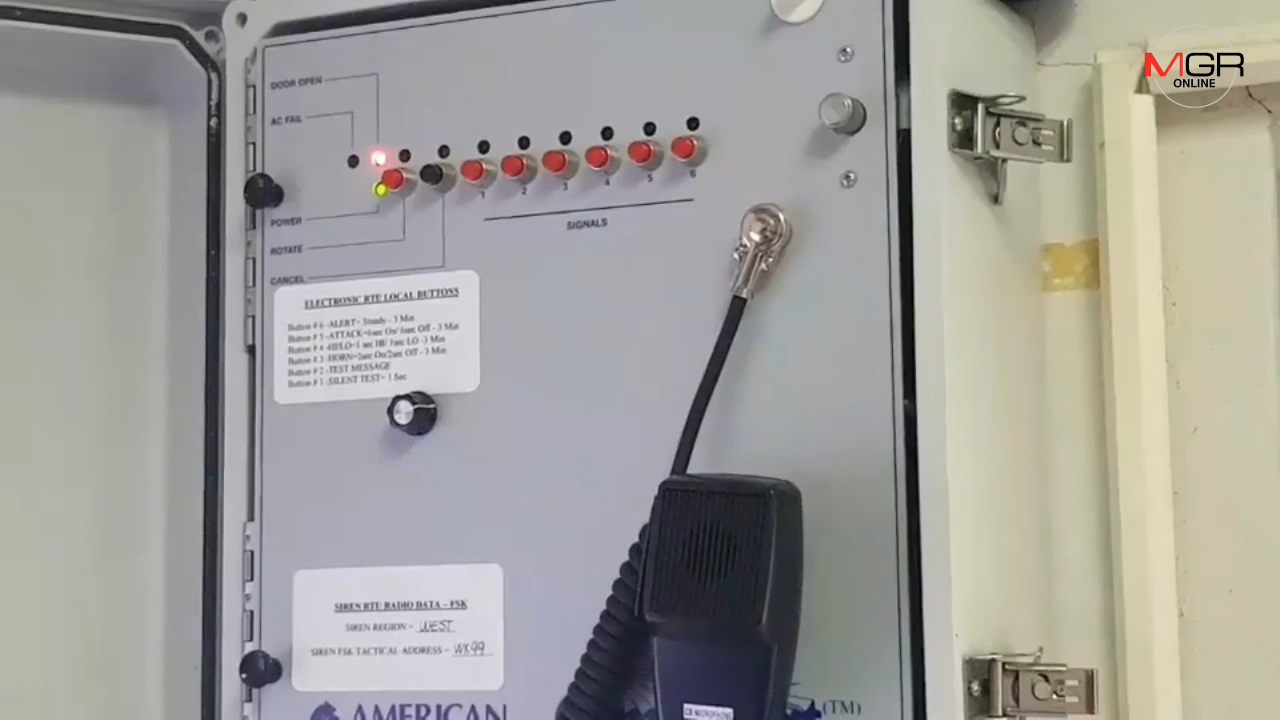 MGR
ONLINE
DOOR OPEN
AC FAIL
POWER
ROTATE
CANCEL
1 2 3 4 5 6
SIGNALS
ELECTRONIC RTU LOCAL BUTTONS
Button # 6 -ALERT= Steady - 3 Min
Button # 5 -ATTACK=6sec On/ 6sec Off - 3 Min
Button # 4 -HI/LO=1 sec HI/ 1sec LO -3 Min
Button # 3 -HORN=2sec On/2sec Off - 3 Min
Button # 2 -TEST MESSAGE
Button # 1 -SILENT TEST= 1 Sec
SIREN RTU RADIO DATA – FSK
SIREN REGION – WEST
SIREN FSK TACTICAL ADDRESS – WK99
AMERICAN
(TM)
CB MICROPHONE